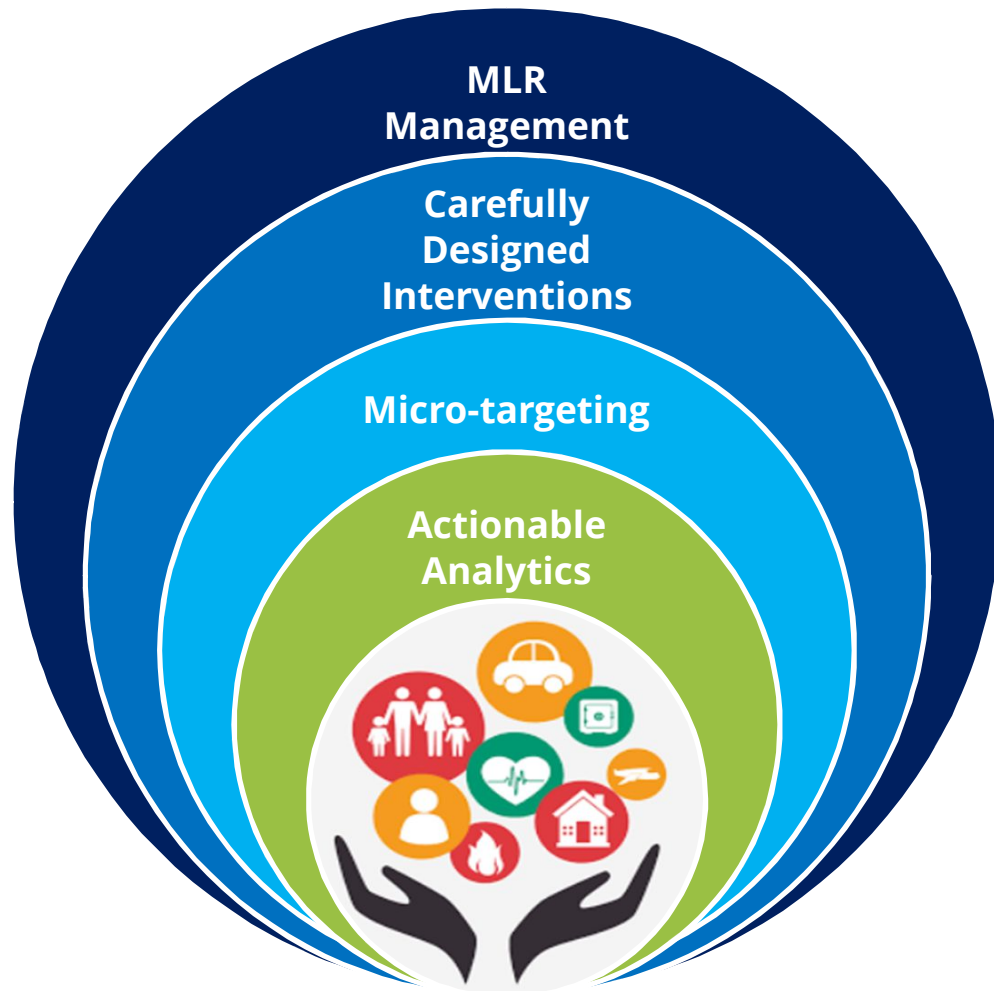 MLR
Management
Carefully
Designed
Interventions
Micro-targeting
Actionable
Analytics